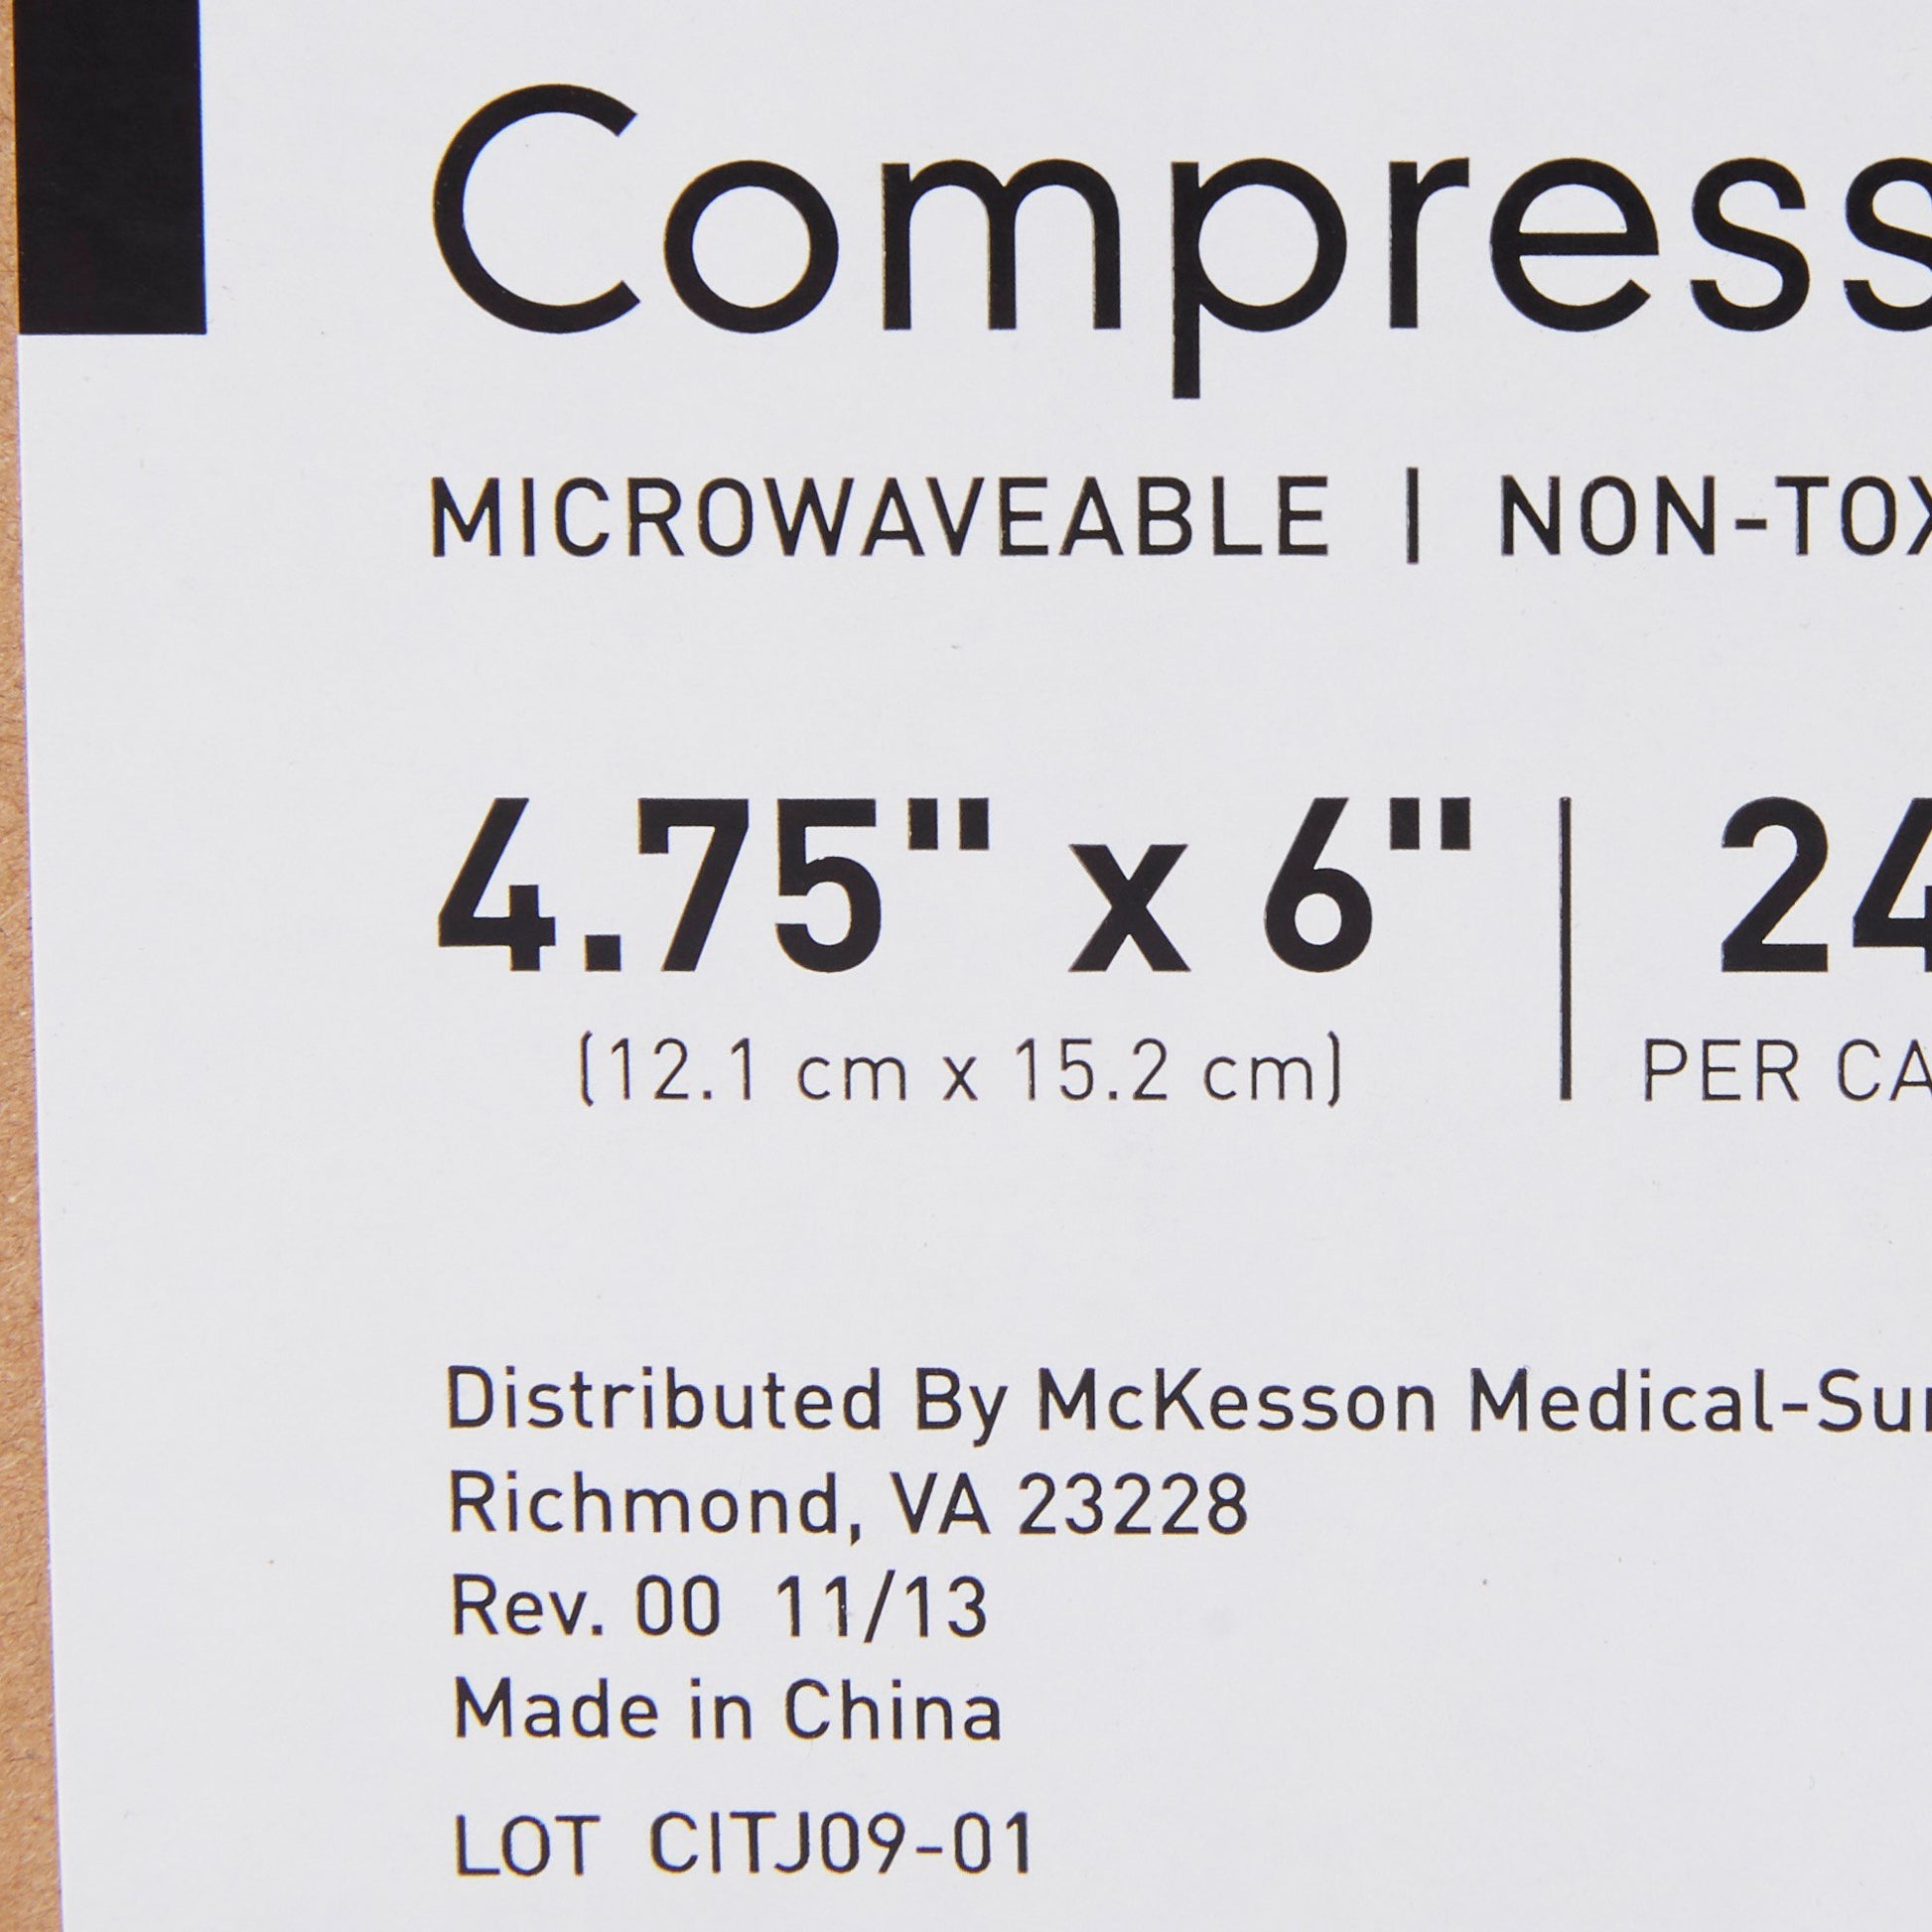 Compress
MICROWAVEABLE | NON-TOX
4.75" x 6" | 24
(12.1 cm x 15.2 cm)
PER CA
Distributed By McKesson Medical-Sur
Richmond, VA 23228
Rev. 00 11/13
Made in China
LOT CITJ09-01